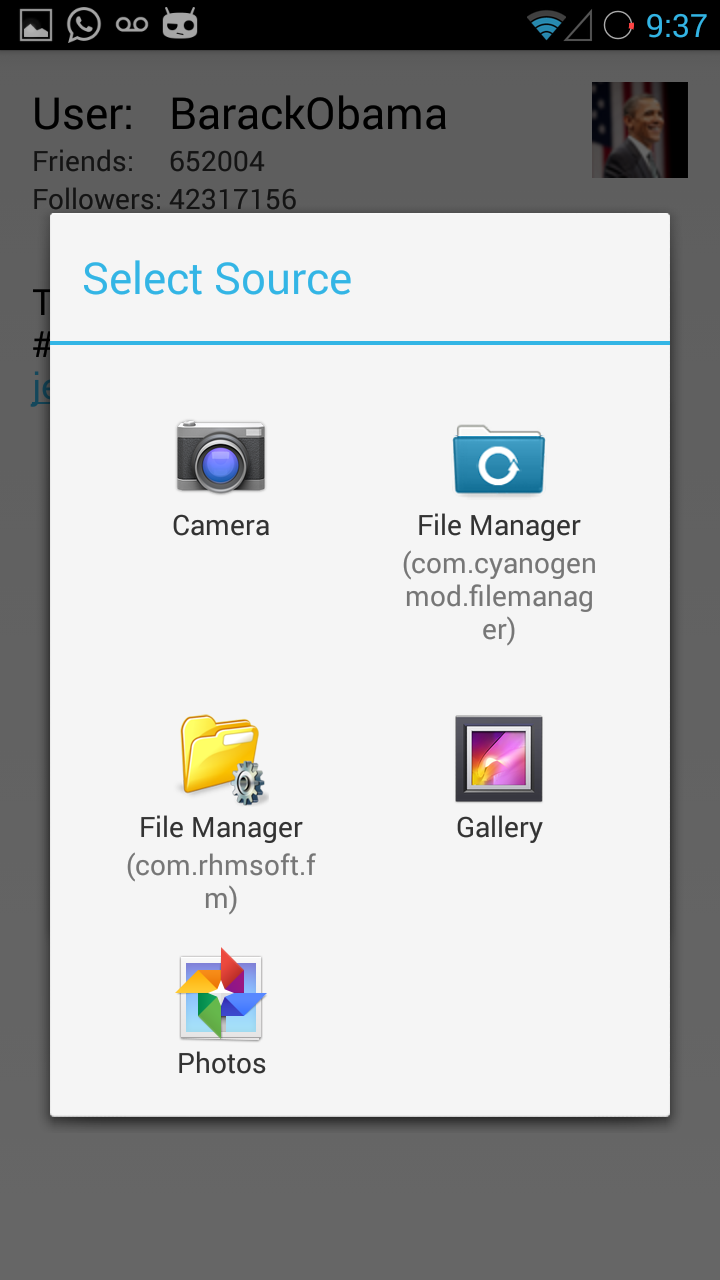 9:37
User: BarackObama
Friends: 652004
Followers: 42317156
Select Source
T
#
je
Camera
File Manager
(com.cyanogen
mod.filemanag
er)
File Manager
(com.rhmsoft.f
m)
Gallery
Photos